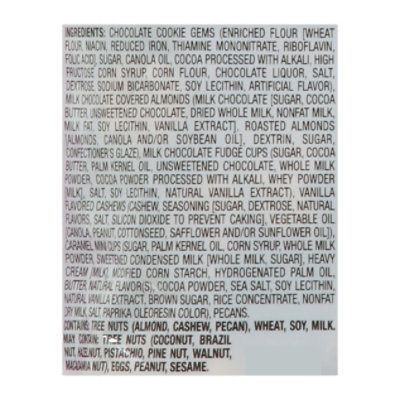 INGREDIENTS: CHOCOLATE COOKIE GEMS (ENRICHED FLOUR [WHEAT
FLOUR, NIACIN, REDUCED IRON, THIAMINE MONONITRATE, RIBOFLAVIN,
FOLIC ACID], SUGAR, CANOLA OIL, COCOA PROCESSED WITH ALKALI, HIGH
FRUCTOSE CORN SYRUP, CORN FLOUR, CHOCOLATE LIQUOR, SALT,
DEXTROSE, SODIUM BICARBONATE, SOY LECITHIN, ARTIFICIAL FLAVOR),
MILK CHOCOLATE COVERED ALMONDS (MILK CHOCOLATE [SUGAR, COCOA
BUTTER, UNSWEETENED CHOCOLATE, DRIED WHOLE MILK, NONFAT MILK,
MILK FAT, SOY LECITHIN, VANILLA EXTRACT], ROASTED ALMONDS
[ALMONDS, CANOLA AND/OR SOYBEAN OIL], DEXTRIN, SUGAR,
CONFECTIONER'S GLAZE), MILK CHOCOLATE FUDGE CUPS (SUGAR, COCOA
BUTTER, PALM KERNEL OIL, UNSWEETENED CHOCOLATE, WHOLE MILK
POWDER, COCOA POWDER PROCESSED WITH ALKALI, WHEY POWDER
[MILK], SALT, SOY LECITHIN, NATURAL VANILLA EXTRACT), VANILLA
FLAVORED CASHEWS (CASHEW, SEASONING [SUGAR, DEXTROSE, NATURAL
FLAVORS, SALT, SILICON DIOXIDE TO PREVENT CAKING], VEGETABLE OIL
[CANOLA, PEANUT, COTTONSEED, SAFFLOWER AND/OR SUNFLOWER OIL]),
CARAMEL MINI CUPS (SUGAR, PALM KERNEL OIL, CORN SYRUP, WHOLE MILK
POWDER, SWEETENED CONDENSED MILK [WHOLE MILK, SUGAR], HEAVY
CREAM [MILK], MODIFIED CORN STARCH, HYDROGENATED PALM OIL,
BUTTER, NATURAL FLAVOR(S), COCOA POWDER, SEA SALT, SOY LECITHIN,
NATURAL VANILLA EXTRACT, BROWN SUGAR, RICE CONCENTRATE, NONFAT
DRY MILK, SALT, PAPRIKA OLEORESIN COLOR), PECANS.
CONTAINS: TREE NUTS (ALMOND, CASHEW, PECAN), WHEAT, SOY, MILK.
MAY CONTAIN: TREE NUTS (COCONUT, BRAZIL
NUT, HAZELNUT, PISTACHIO, PINE NUT, WALNUT,
MACADAMIA NUT), EGGS, PEANUT, SESAME.